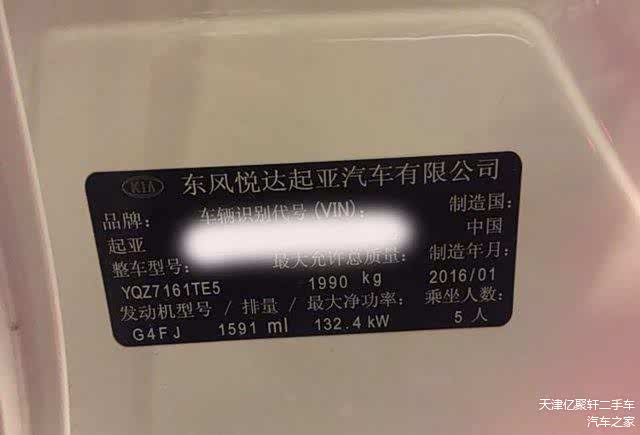 KIA 东风悦达起亚汽车有限公司
品牌： 车辆识别代号 (VIN)： 制造国：
起亚 中国
整车型号： 最大允许总质量： 制造年月：
YQZ7161TE5 1990 kg 2016/01
发动机型号 / 排量 / 最大净功率： 乘坐人数：
G4FJ 1591 ml 132.4 kW 5 人
天津亿聚轩二手车
汽车之家